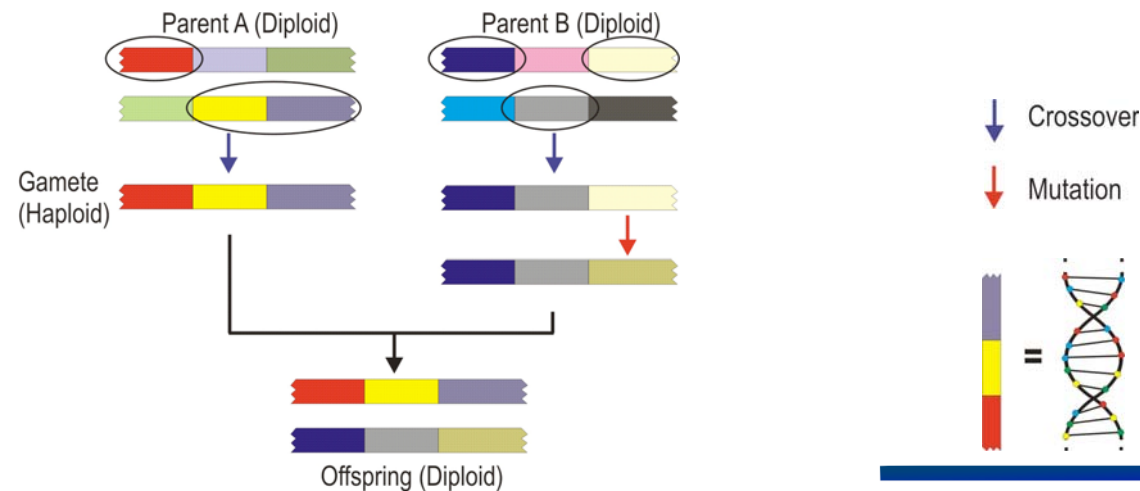 Parent A (Diploid)
Parent B (Diploid)
Gamete
(Haploid)
Crossover
Mutation
=
Offspring (Diploid)